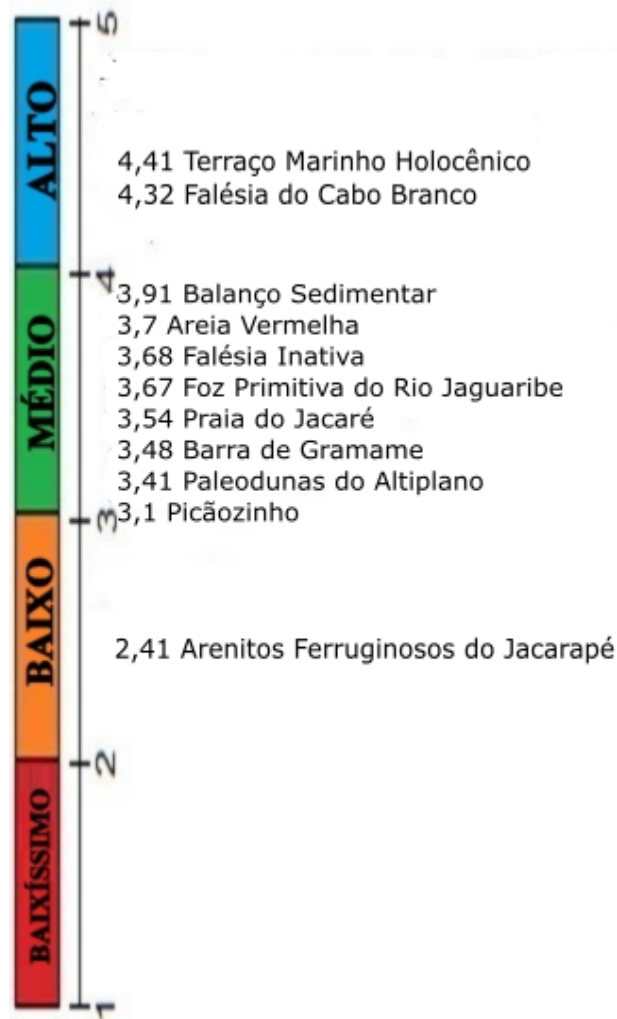 5
ALTO
4,41 Terraço Marinho Holocênico
4,32 Falésia do Cabo Branco
4
MÉDIO
3,91 Balanço Sedimentar
3,7 Areia Vermelha
3,68 Falésia Inativa
3,67 Foz Primitiva do Rio Jaguaribe
3,54 Praia do Jacaré
3,48 Barra de Gramame
3,41 Paleodunas do Altiplano
3,1 Picãozinho
3
BAIXO
2,41 Arenitos Ferruginosos do Jacarapé
2
BAIXÍSSIMO
1